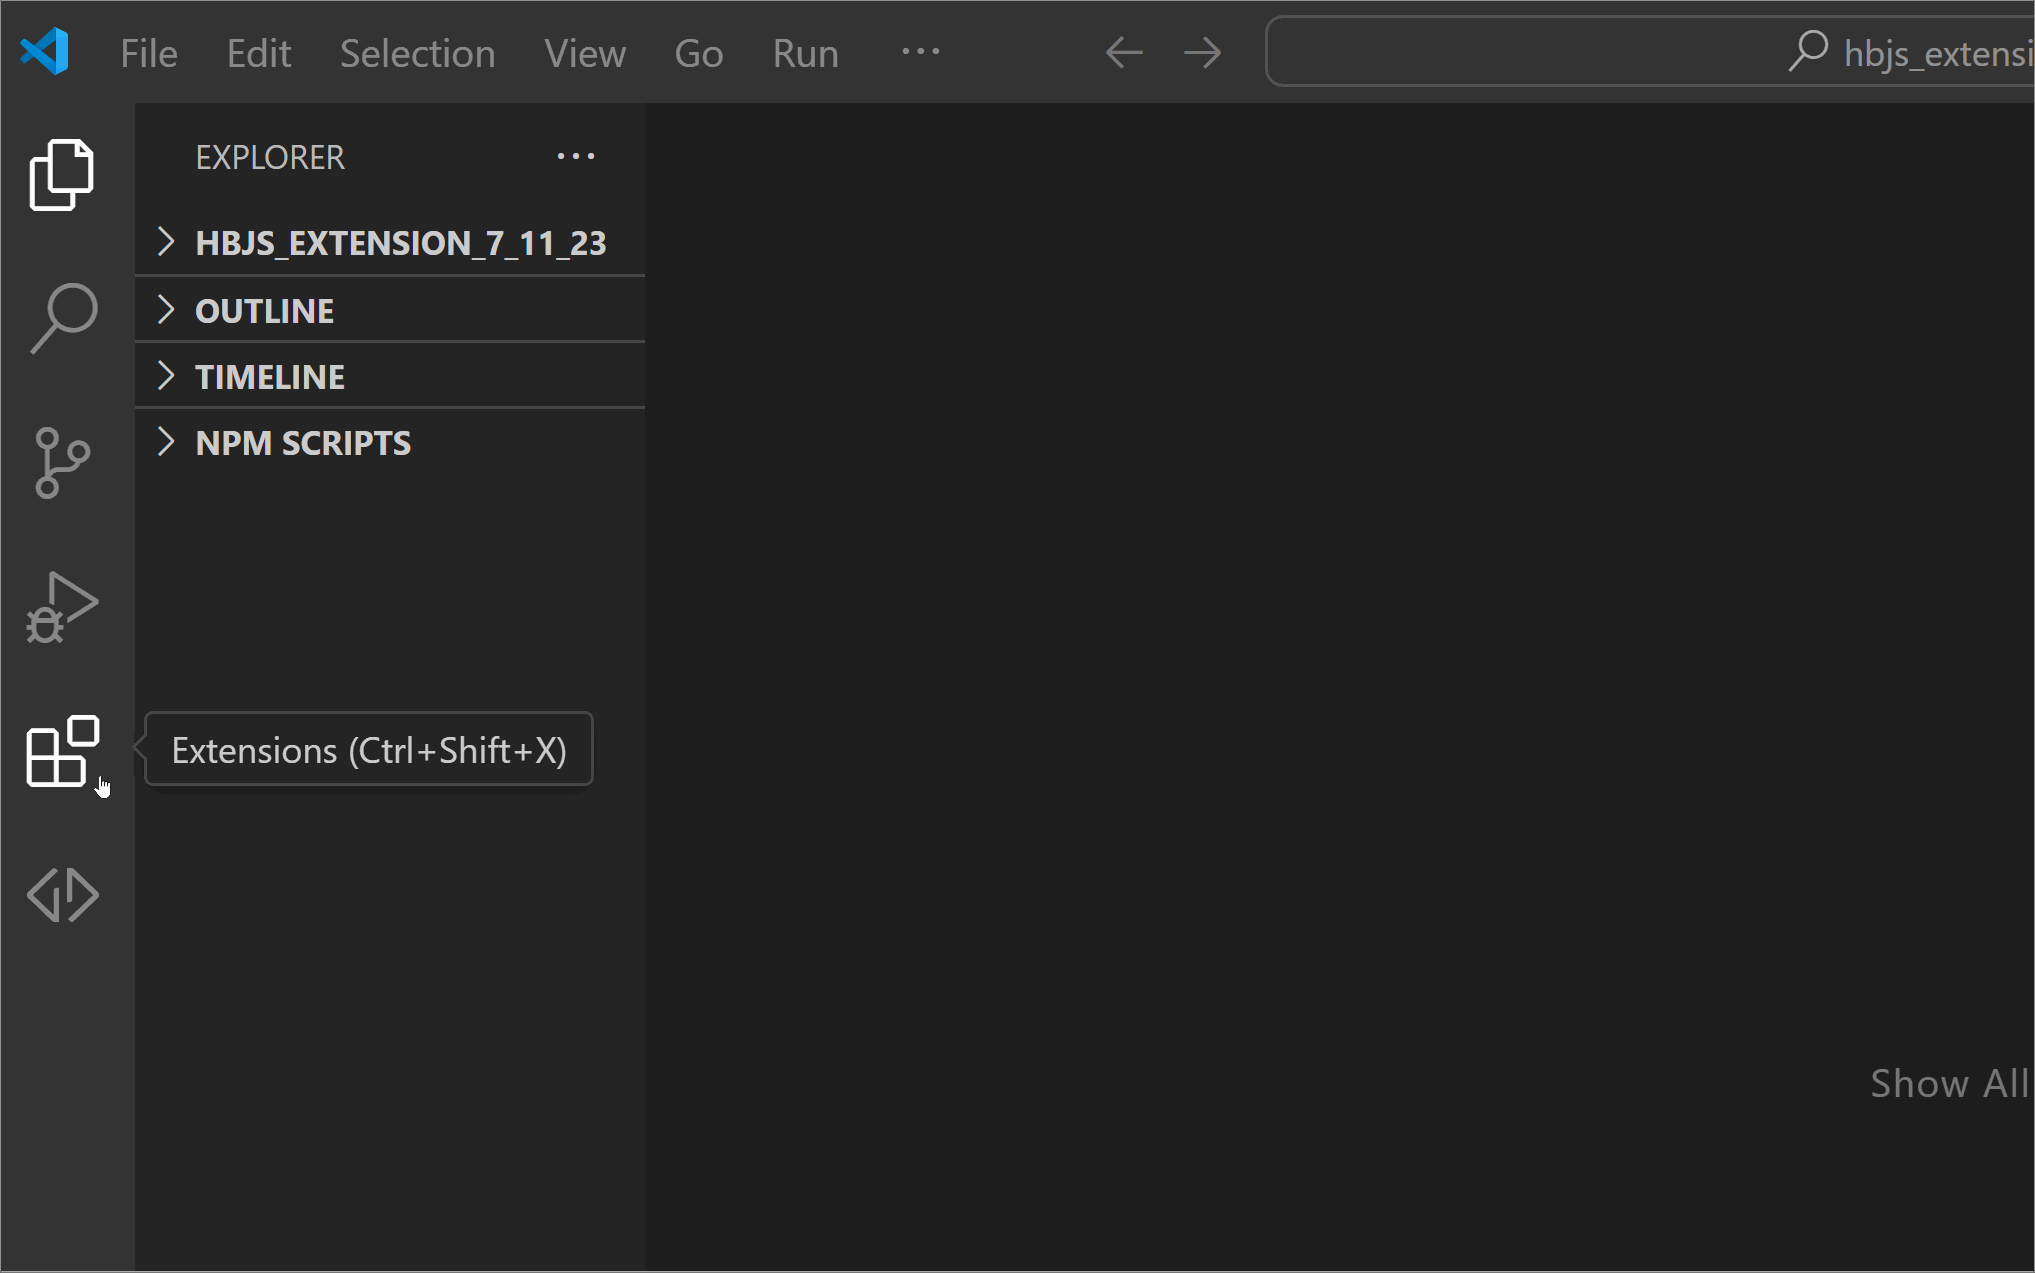 File Edit Selection View Go Run ··· hbjs_extensi
EXPLORER ···
HBJS_EXTENSION_7_11_23
OUTLINE
TIMELINE
NPM SCRIPTS
Extensions (Ctrl+Shift+X)
Show All